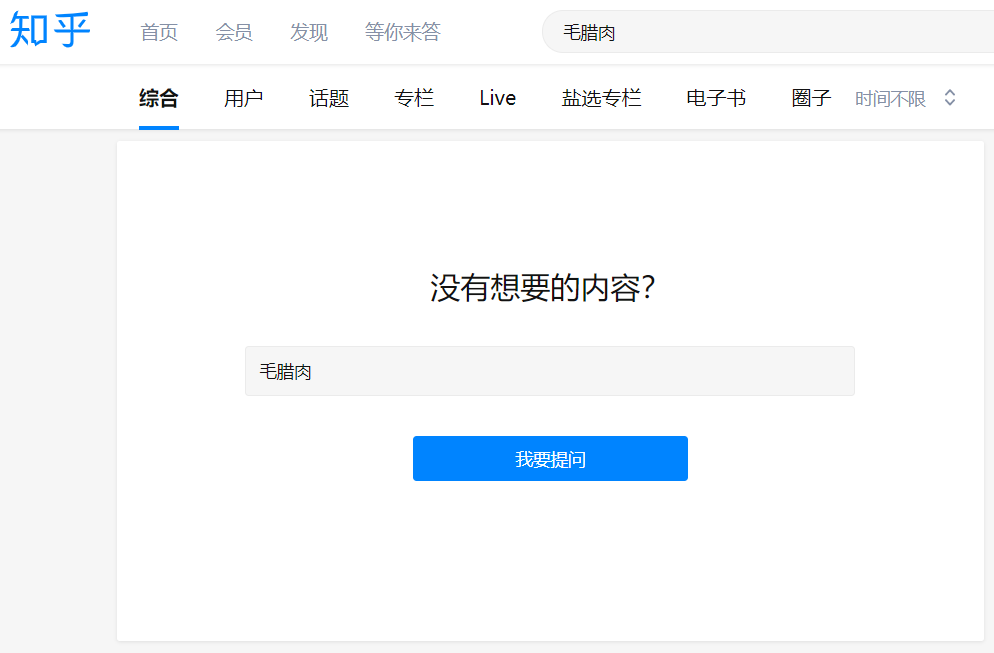 知乎 首页 会员 发现 等你来答 毛腊肉
综合 用户 话题 专栏 Live 盐选专栏 电子书 圈子 时间不限
没有想要的内容？
毛腊肉
我要提问